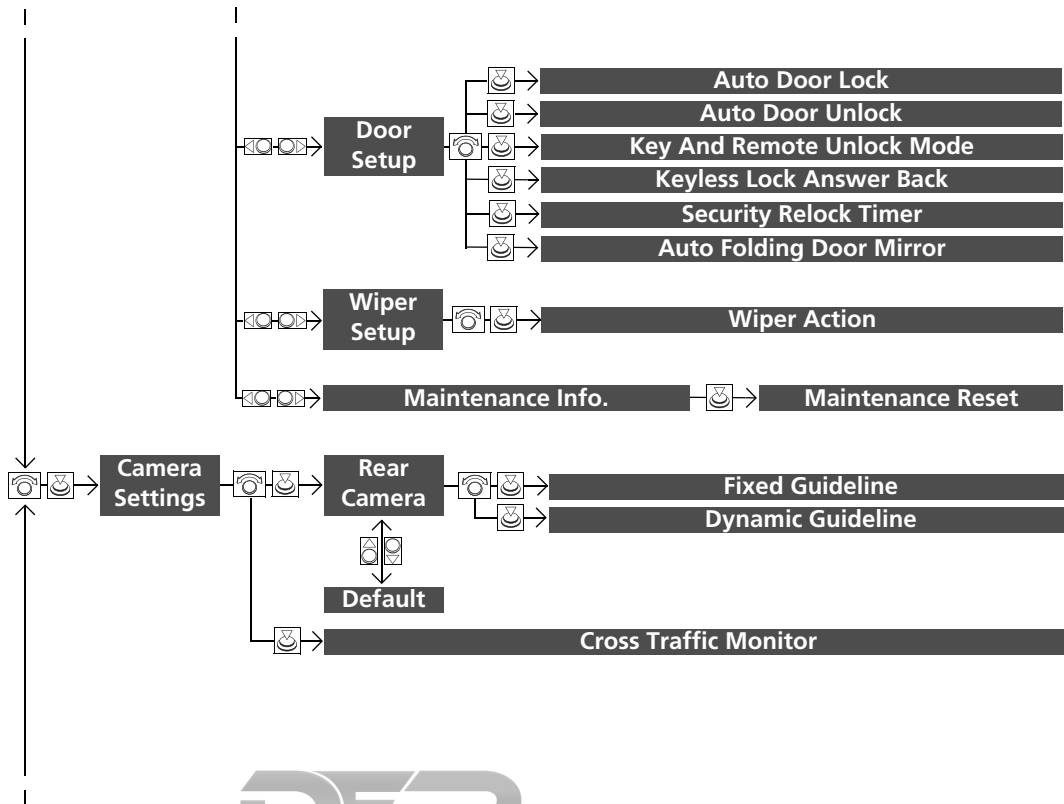 Auto Door Lock
Auto Door Unlock
Door
Setup
Key And Remote Unlock Mode
Keyless Lock Answer Back
Security Relock Timer
Auto Folding Door Mirror
Wiper
Setup
Wiper Action
Maintenance Info.
Maintenance Reset
Camera
Settings
Rear
Camera
Fixed Guideline
Dynamic Guideline
Default
Cross Traffic Monitor